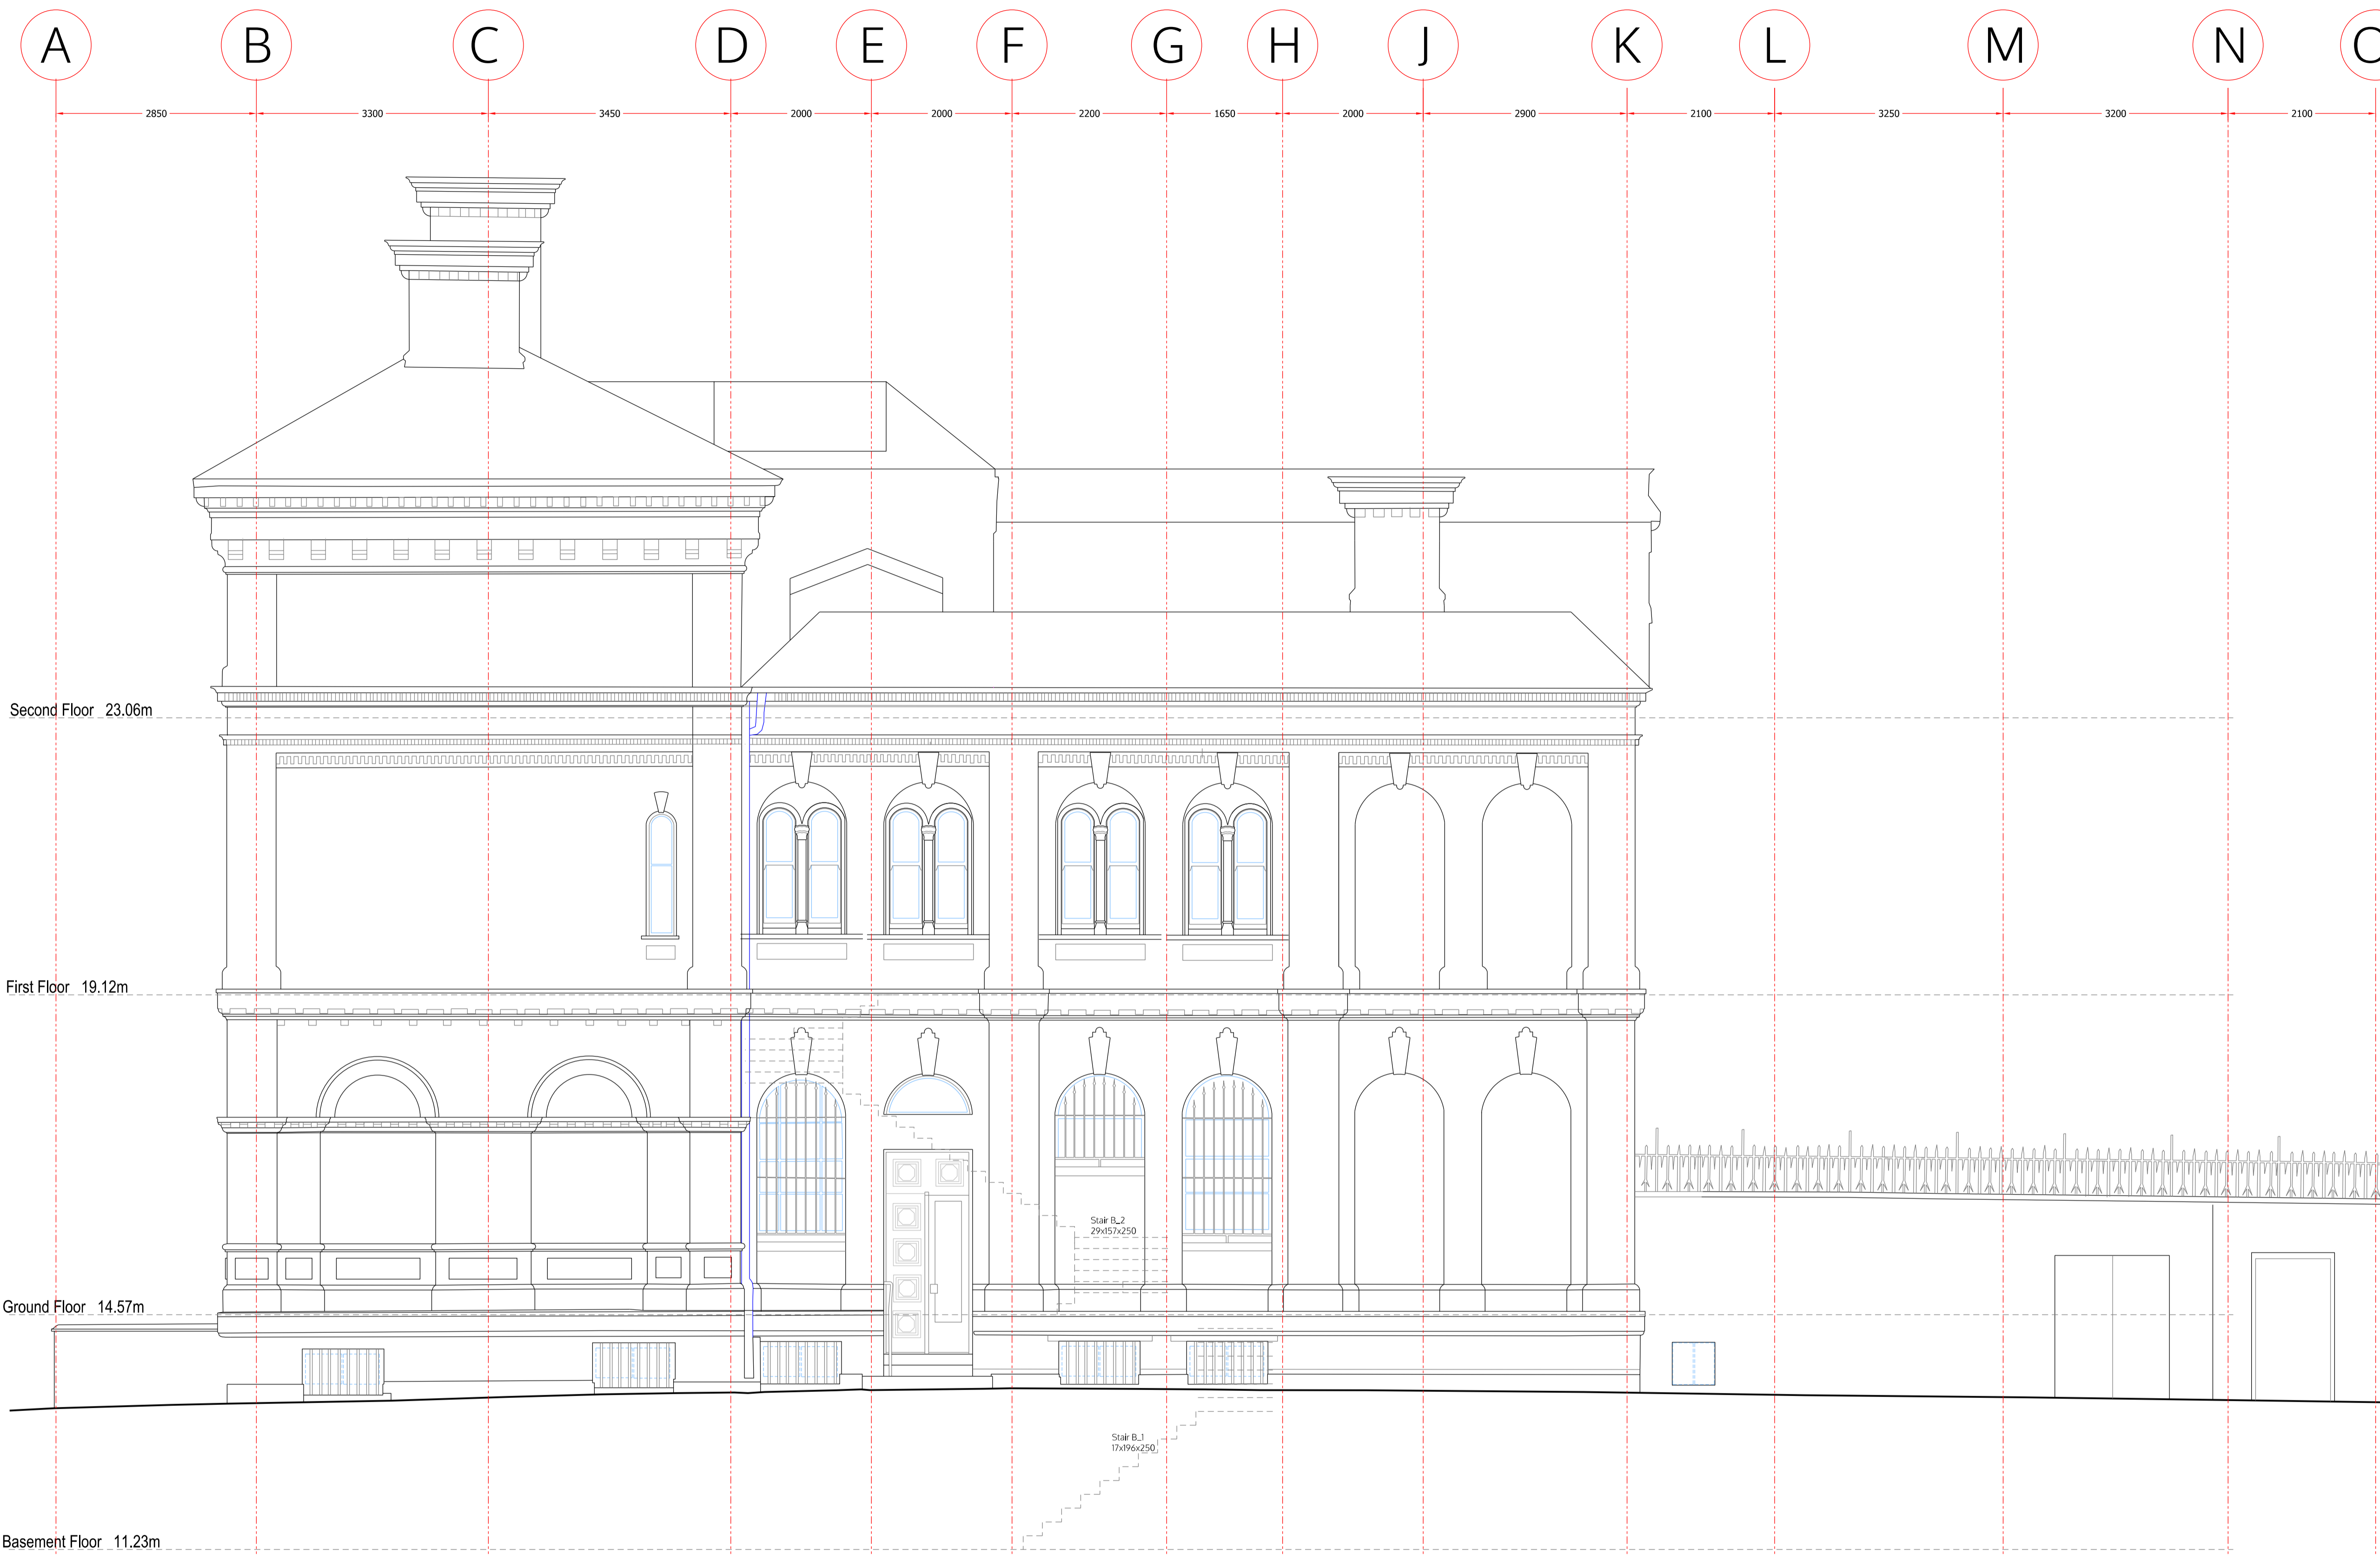 A B C D E F G H J K L M N
2850 3300 3450 2000 2000 2200 1650 2000 2900 2100 3250 3200 2100
Second Floor 23.06m
First Floor 19.12m
Stair B_2
29x157x250
Ground Floor 14.57m
Stair B_1
17x196x250
Basement Floor 11.23m